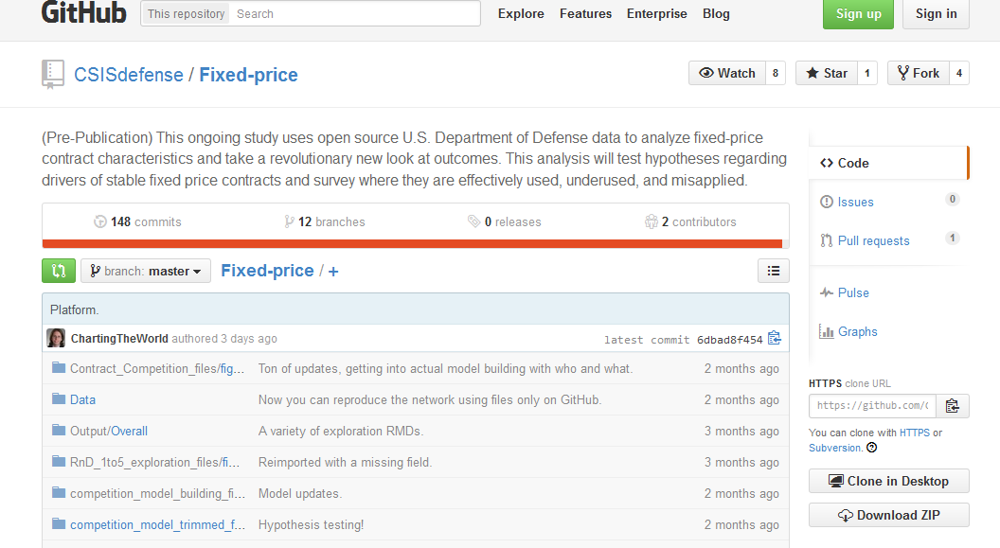 GitHub This repository Search Explore Features Enterprise Blog Sign up Sign in
CSISdefense / Fixed-price Watch 8 Star 1 Fork 4
(Pre-Publication) This ongoing study uses open source U.S. Department of Defense data to analyze fixed-price
contract characteristics and take a revolutionary new look at outcomes. This analysis will test hypotheses regarding
drivers of stable fixed price contracts and survey where they are effectively used, underused, and misapplied.
148 commits 12 branches 0 releases 2 contributors
branch: master Fixed-price / +
Platform.
ChartingTheWorld authored 3 days ago latest commit 6dbad8f454
Contract_Competition_files/fig... Ton of updates, getting into actual model building with who and what. 2 months ago
Data Now you can reproduce the network using files only on GitHub. 2 months ago
Output/Overall A variety of exploration RMDs. 3 months ago
RnD_1to5_exploration_files/fi... Reimported with a missing field. 3 months ago
competition_model_building_fi... Model updates. 2 months ago
competition_model_trimmed_f... Hypothesis testing! 2 months ago
Code
Issues 0
Pull requests 1
Pulse
Graphs
HTTPS clone URL
https://github.com/
You can clone with HTTPS or
Subversion.
Clone in Desktop
Download ZIP